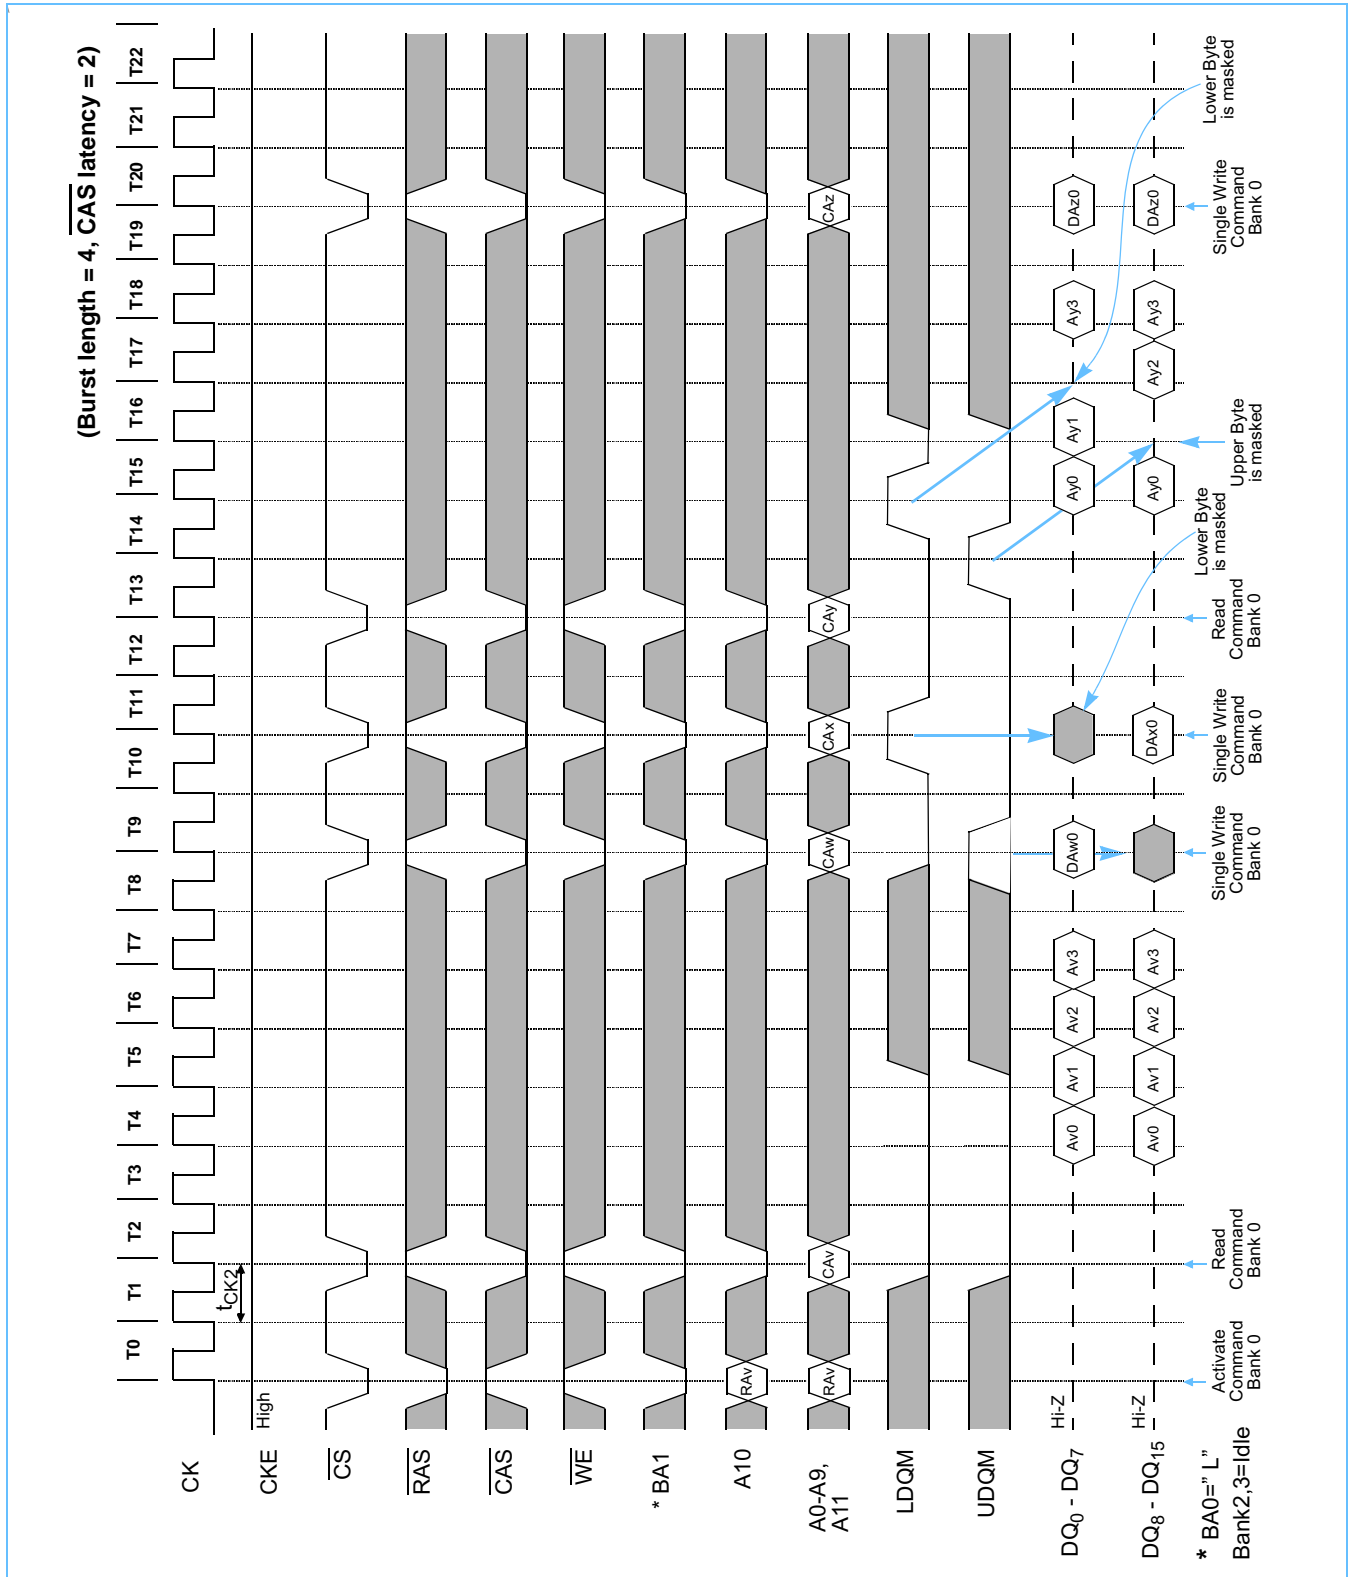 (Burst length = 4, CAS latency = 2)
T0 T1 T2 T3 T4 T5 T6 T7 T8 T9 T10 T11 T12 T13 T14 T15 T16 T17 T18 T19 T20 T21 T22
CK
tCK2
CKE
High
CS
RAS
CAS
WE
* BA1
A10
RAv
A0-A9,
A11
RAv CAv CAw CAx CAy CAz
LDQM
UDQM
DQ0 - DQ7
Hi-Z
Av0 Av1 Av2 Av3 DAw0 Ay0 Ay1 Ay3 DAz0
DQ8 - DQ15
Hi-Z
Av0 Av1 Av2 Av3 DAx0 Ay0 Ay2 Ay3 DAz0
* BA0=" L"
Bank2,3=Idle
Activate
Command
Bank 0
Read
Command
Bank 0
Single Write
Command
Bank 0
Single Write
Command
Bank 0
Read
Command
Bank 0
Lower Byte
is masked
Upper Byte
is masked
Single Write
Command
Bank 0
Lower Byte
is masked